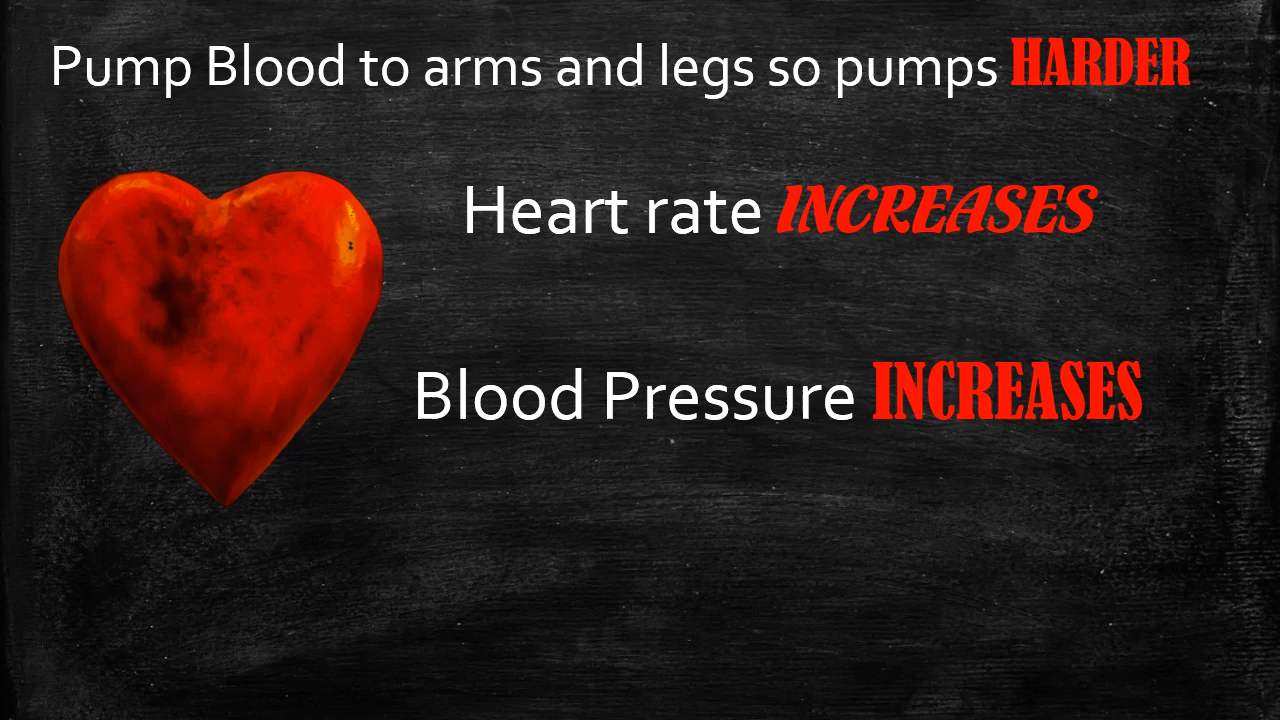 Pump Blood to arms and legs so pumps HARDER
Heart rate INCREASES
Blood Pressure INCREASES